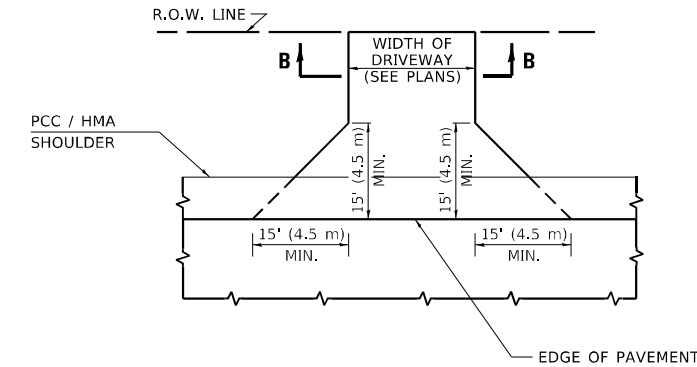 R.O.W. LINE
B
WIDTH OF
DRIVEWAY
(SEE PLANS)
B
PCC / HMA
SHOULDER
15' (4.5 m)
MIN.
15' (4.5 m)
MIN.
15' (4.5 m)
MIN.
15' (4.5 m)
MIN.
EDGE OF PAVEMENT